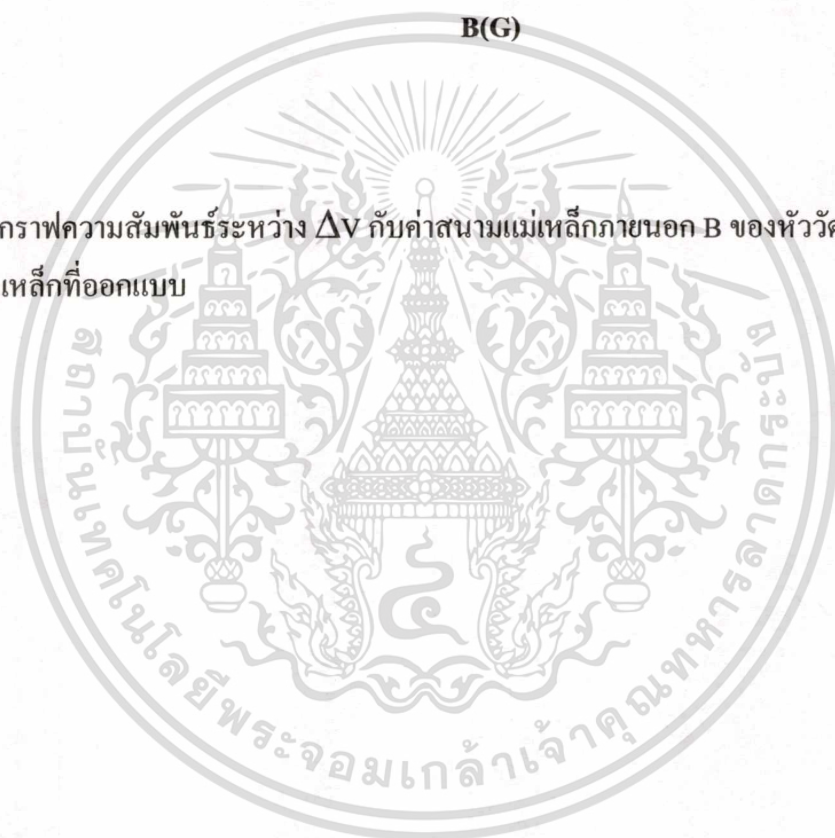 B(G)
กราฟความสัมพันธ์ระหว่าง ΔV กับค่าสนามแม่เหล็กภายนอก B ของหัววัด
เหล็กที่ออกแบบ
สถาบันเทคโนโลยีพระจอมเกล้าเจ้าคุณทหารลาดกระบัง